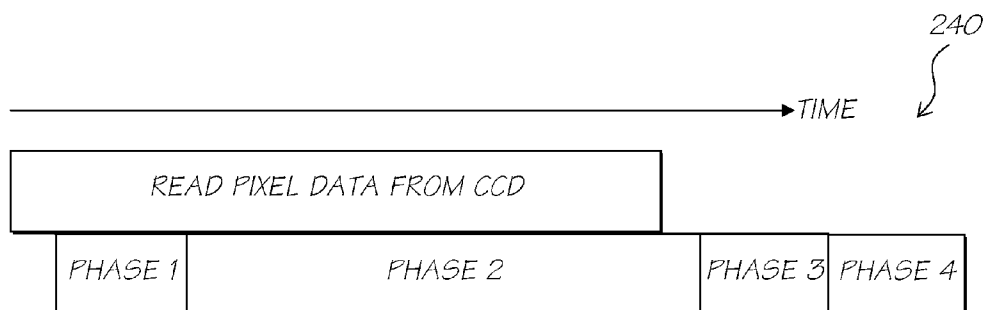 240
TIME
READ PIXEL DATA FROM CCD
PHASE 1 PHASE 2 PHASE 3 PHASE 4